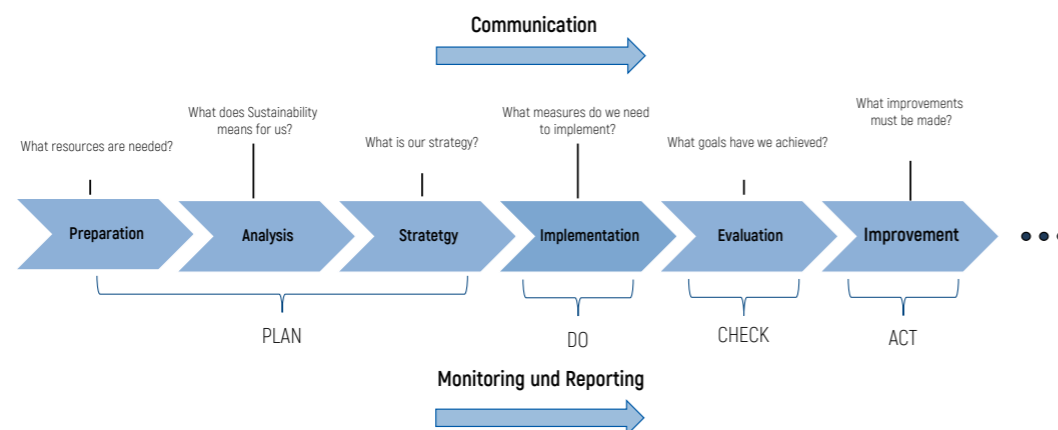 Communication
What resources are needed?
What does Sustainability
means for us?
What is our strategy?
What measures do we need
to implement?
What goals have we achieved?
What improvements
must be made?
Preparation
Analysis
Stratetgy
Implementation
Evaluation
Improvement
PLAN
DO
CHECK
ACT
Monitoring und Reporting